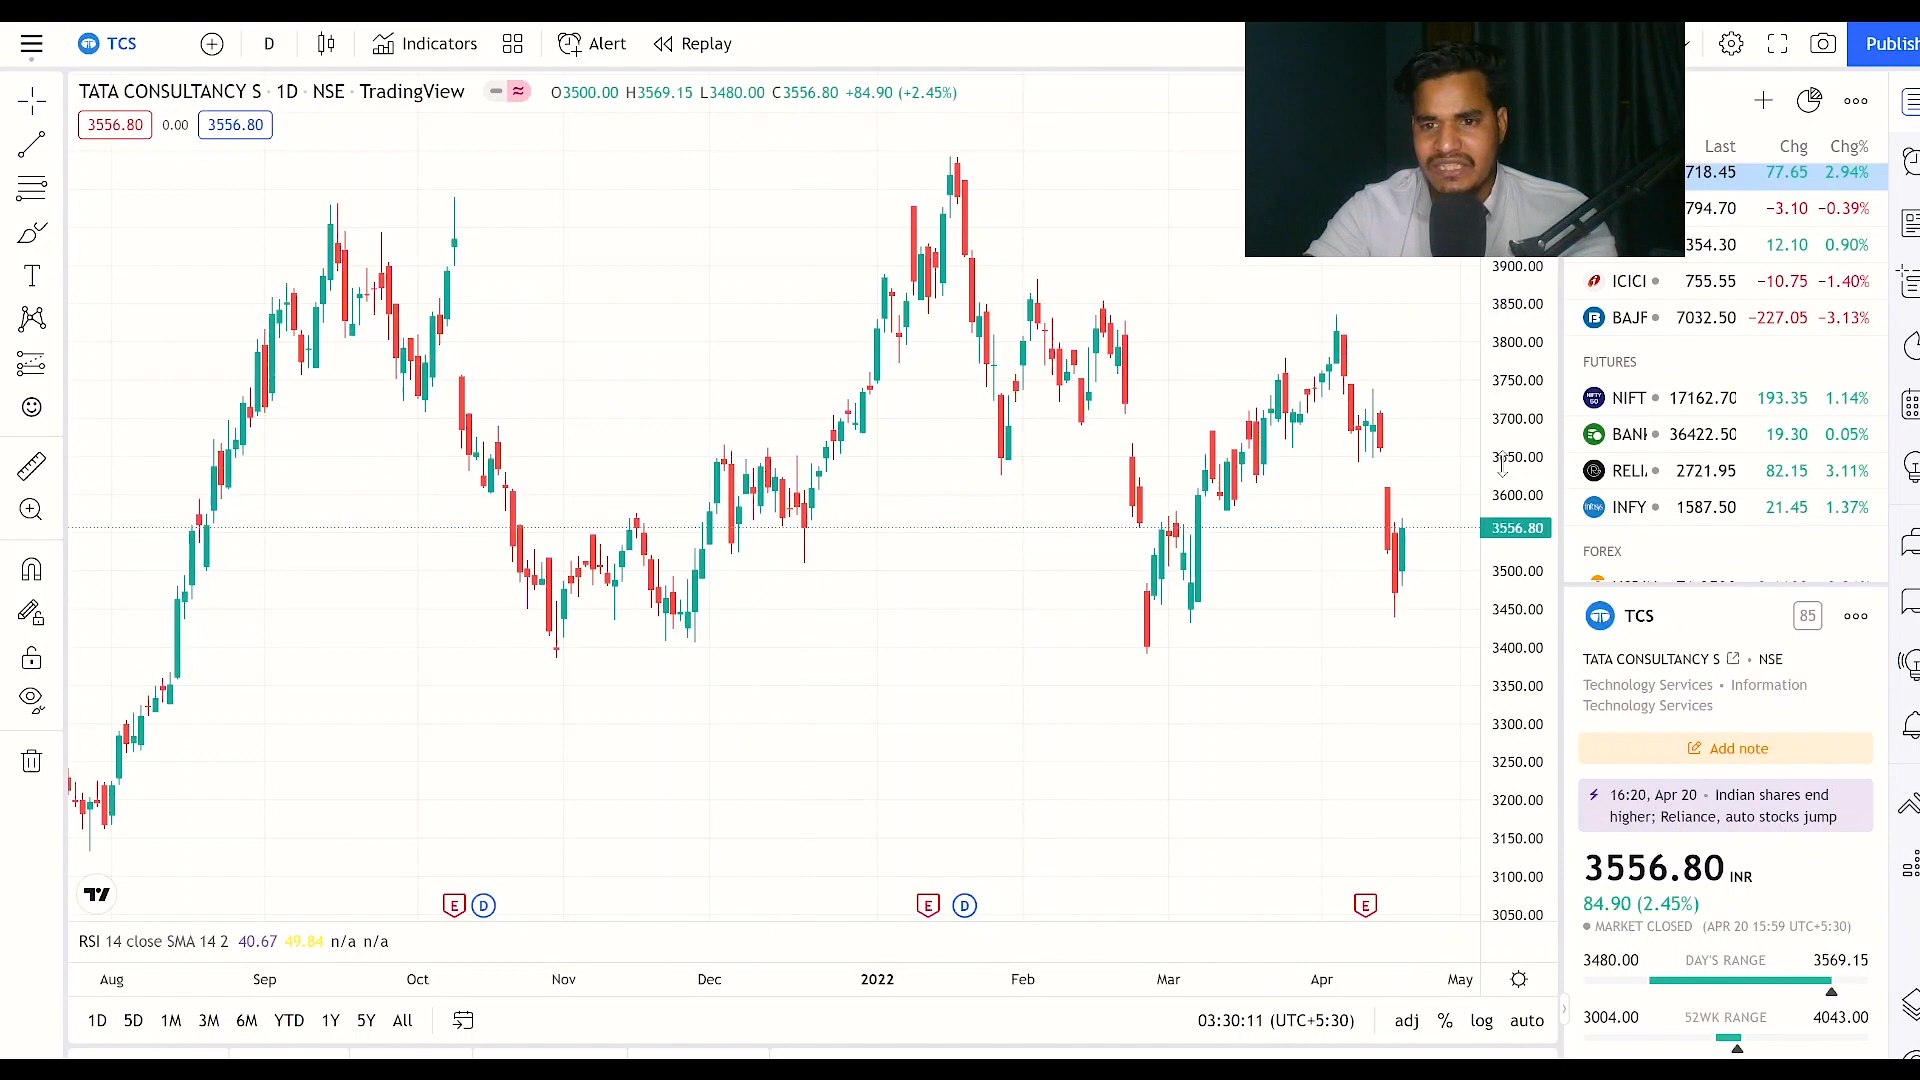 TCS
D
Indicators
Alert
Replay
Publish
TATA CONSULTANCY S · 1D · NSE · TradingView
O3500.00 H3569.15 L3480.00 C3556.80 +84.90 (+2.45%)
3556.80 0.00 3556.80
Last Chg Chg%
718.45 77.65 2.94%
794.70 −3.10 −0.39%
354.30 12.10 0.90%
ICICI 755.55 −10.75 −1.40%
BAJF 7032.50 −227.05 −3.13%
FUTURES
NIFT 17162.70 193.35 1.14%
36422.50 19.30 0.05%
RELI 2721.95 82.15 3.11%
INFY 1587.50 21.45 1.37%
FOREX
3900.00
3850.00
3800.00
3750.00
3700.00
3650.00
3600.00
3556.80
3500.00
3450.00
3400.00
3350.00
3300.00
3250.00
3200.00
3150.00
3100.00
3050.00
TCS 85
TATA CONSULTANCY S • NSE
Technology Services • Information
Technology Services
Add note
16:20, Apr 20 • Indian shares end
higher; Reliance, auto stocks jump
3556.80 INR
84.90 (2.45%)
MARKET CLOSED (APR 20 15:59 UTC+5:30)
3480.00 DAY'S RANGE 3569.15
3004.00 52WK RANGE 4043.00
E D E D E
RSI 14 close SMA 14 2 40.67 49.84 n/a n/a
Aug Sep Oct Nov Dec 2022 Feb Mar Apr May
1D 5D 1M 3M 6M YTD 1Y 5Y All
03:30:11 (UTC+5:30) adj % log auto